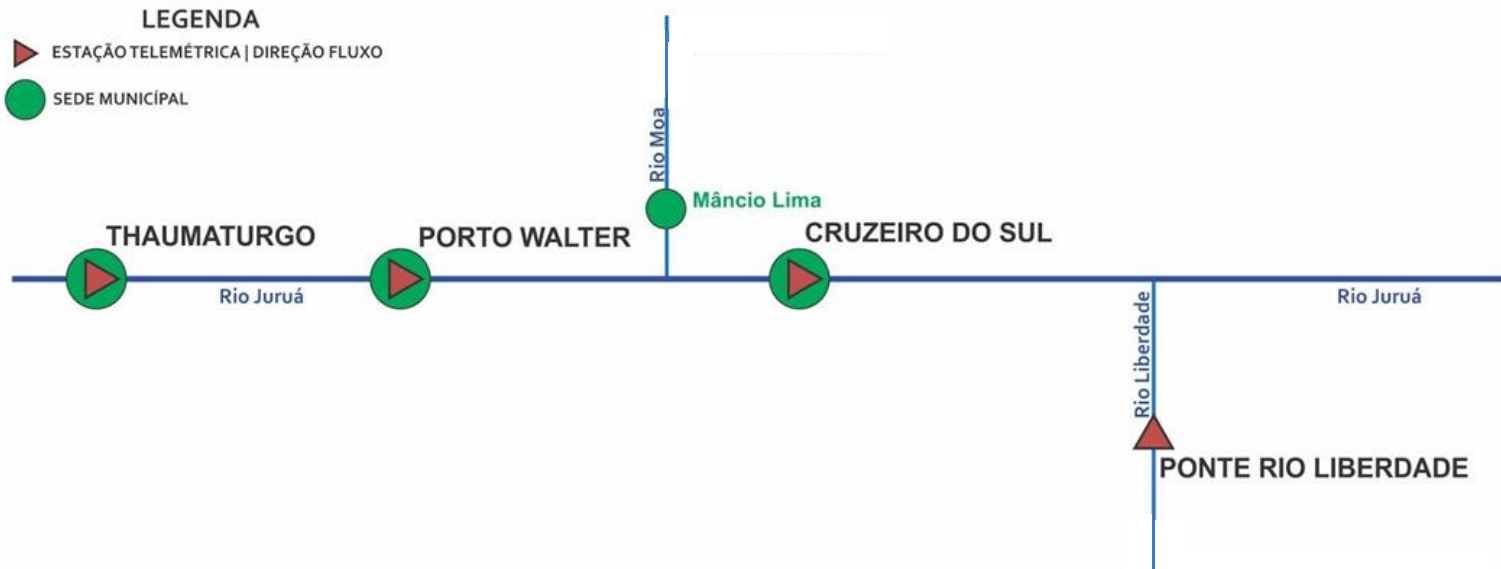 LEGENDA
ESTAÇÃO TELEMÉTRICA | DIREÇÃO FLUXO
SEDE MUNICÍPAL
Rio Moa
Mâncio Lima
THAUMATURGO
PORTO WALTER
CRUZEIRO DO SUL
Rio Juruá
Rio Juruá
Rio Liberdade
PONTE RIO LIBERDADE